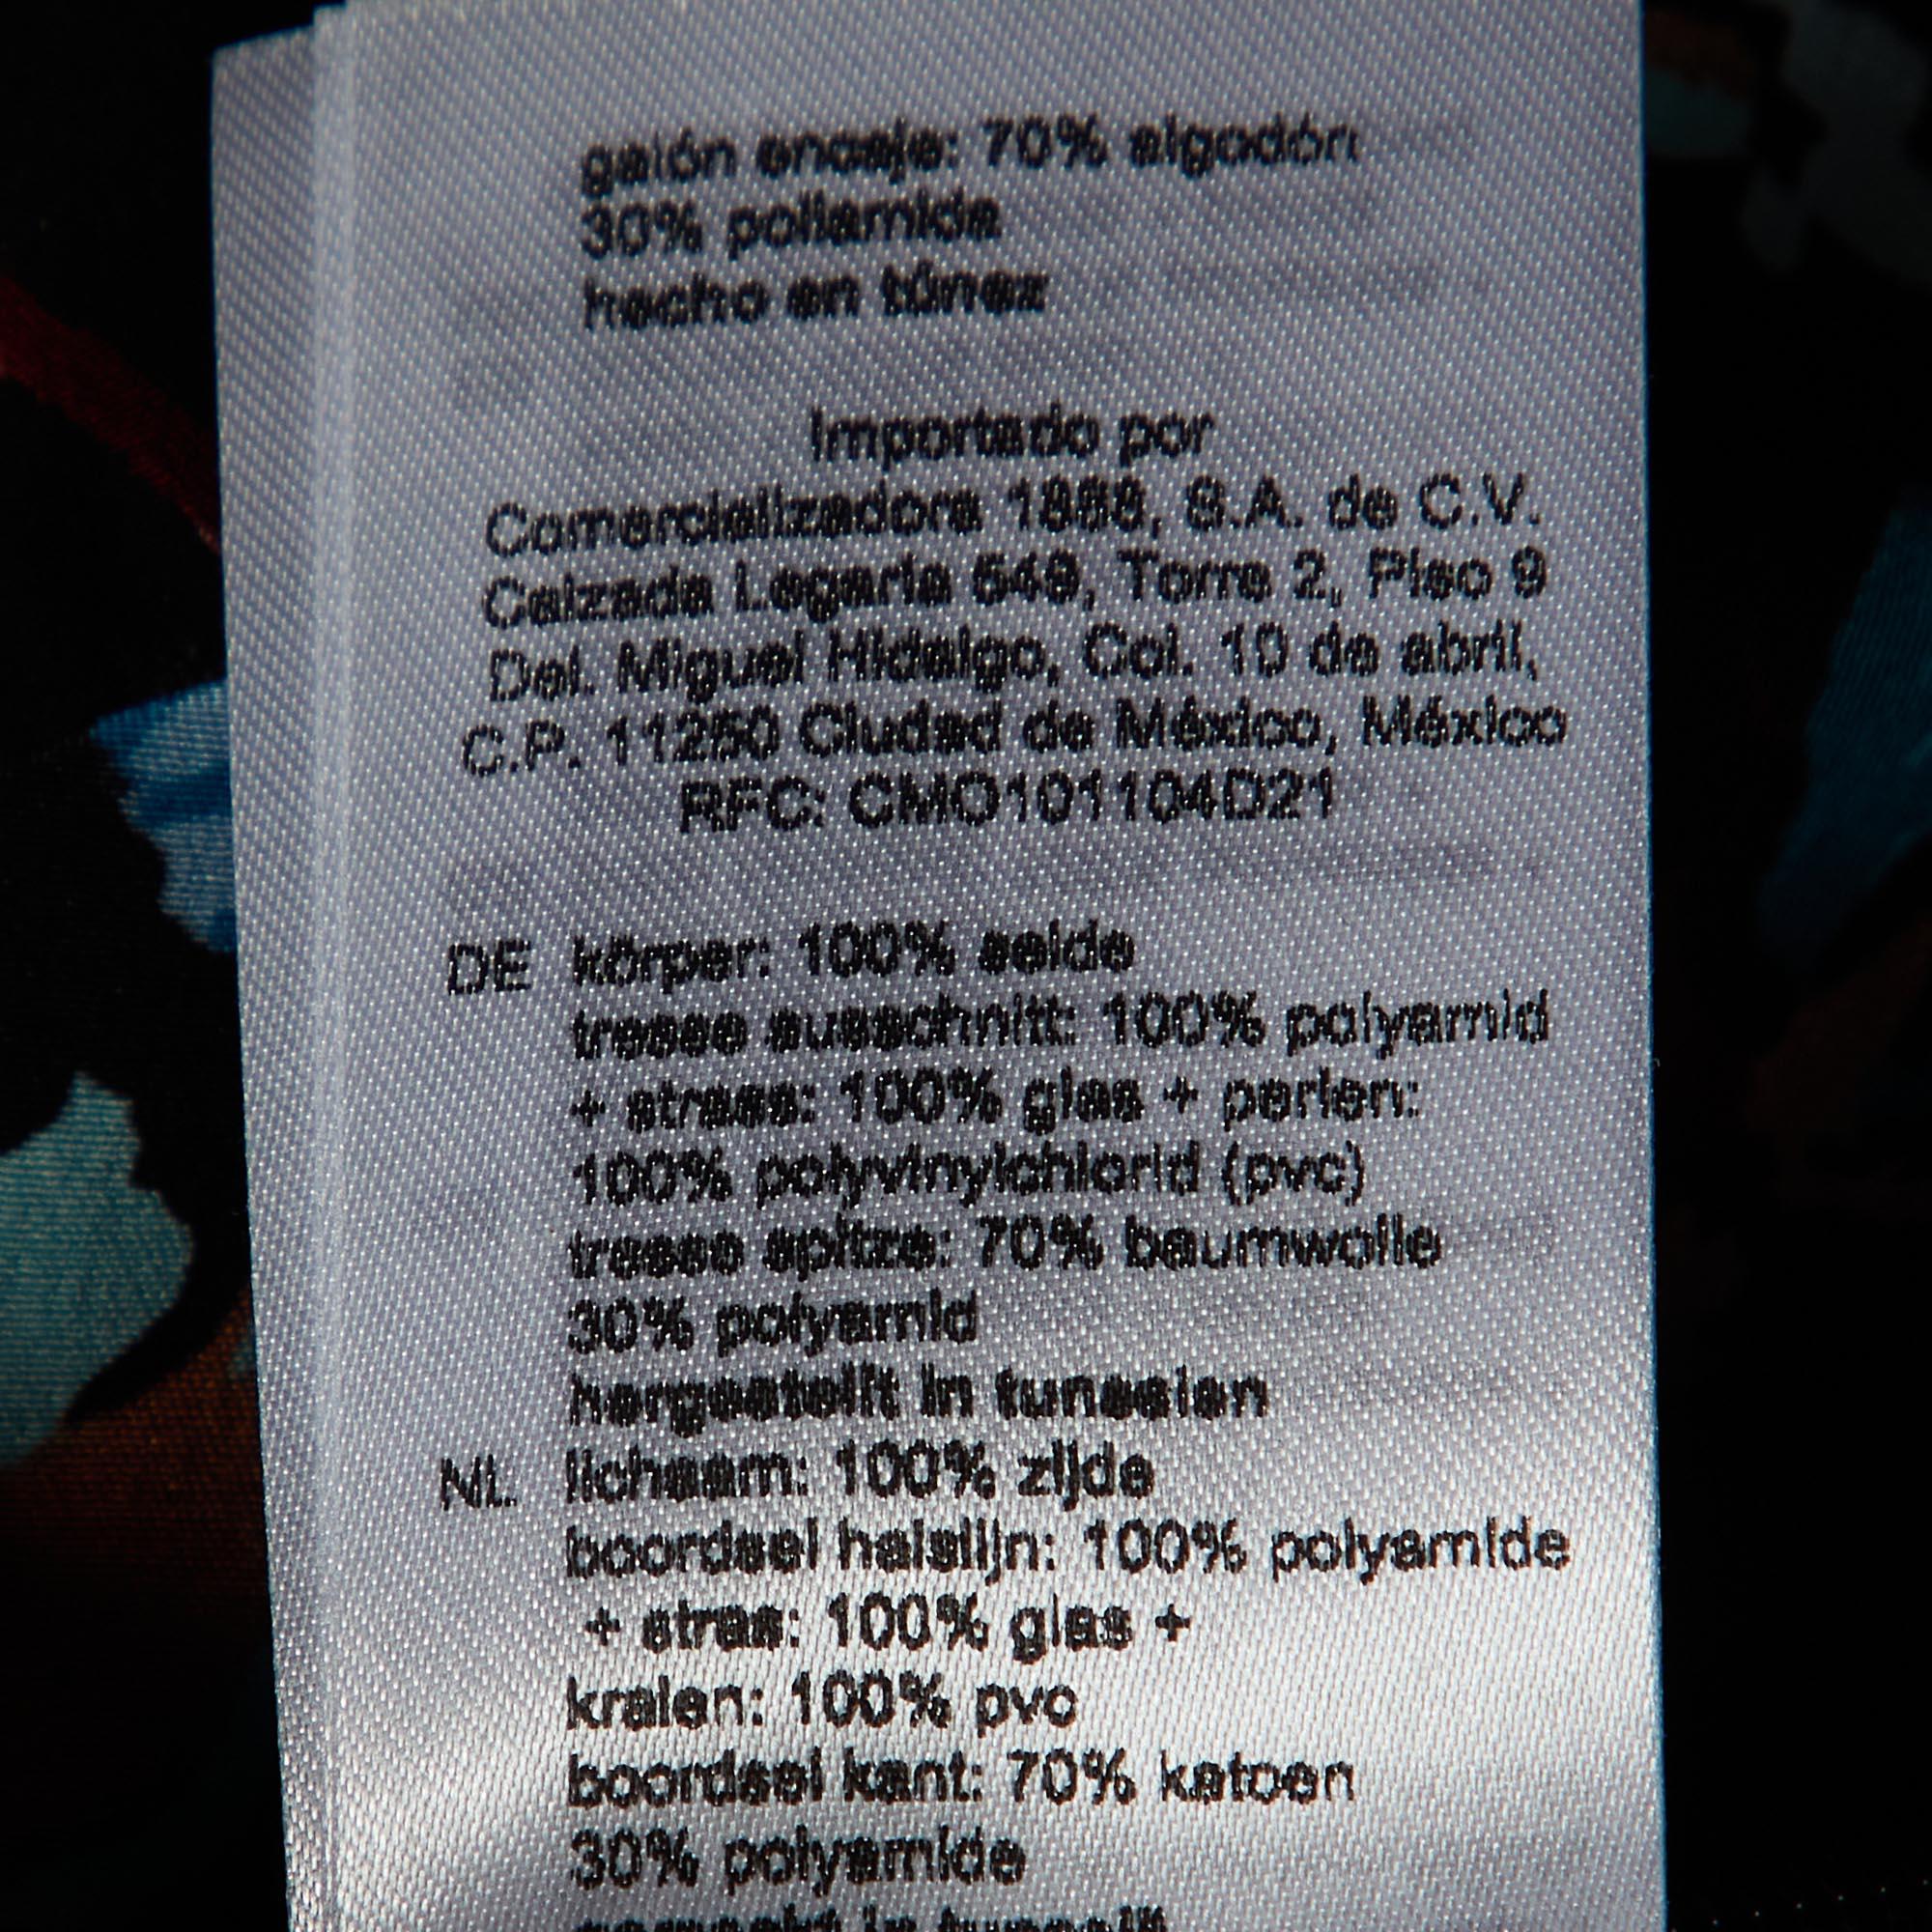 galón encaje: 70% algodón
30% poliamida
hecho en túnez
Importado por
Comercializadora 1888, S.A. de C.V.
Calzada Legaria 549, Torre 2, Piso 9
Del. Miguel Hidalgo, Col. 10 de abril,
C.P. 11250 Ciudad de México, México
RFC: CMO101104D21
DE körper: 100% seide
tresse ausschnitt: 100% polyamid
+ strass: 100% glas + perlen:
100% polyvinylchlorid (pvc)
tresse spitze: 70% baumwolle
30% polyamid
hergestellt in tunesien
NL lichaam: 100% zijde
boordsel halslijn: 100% polyamide
+ stras: 100% glas +
kralen: 100% pvc
boordsel kant: 70% katoen
30% polyamide